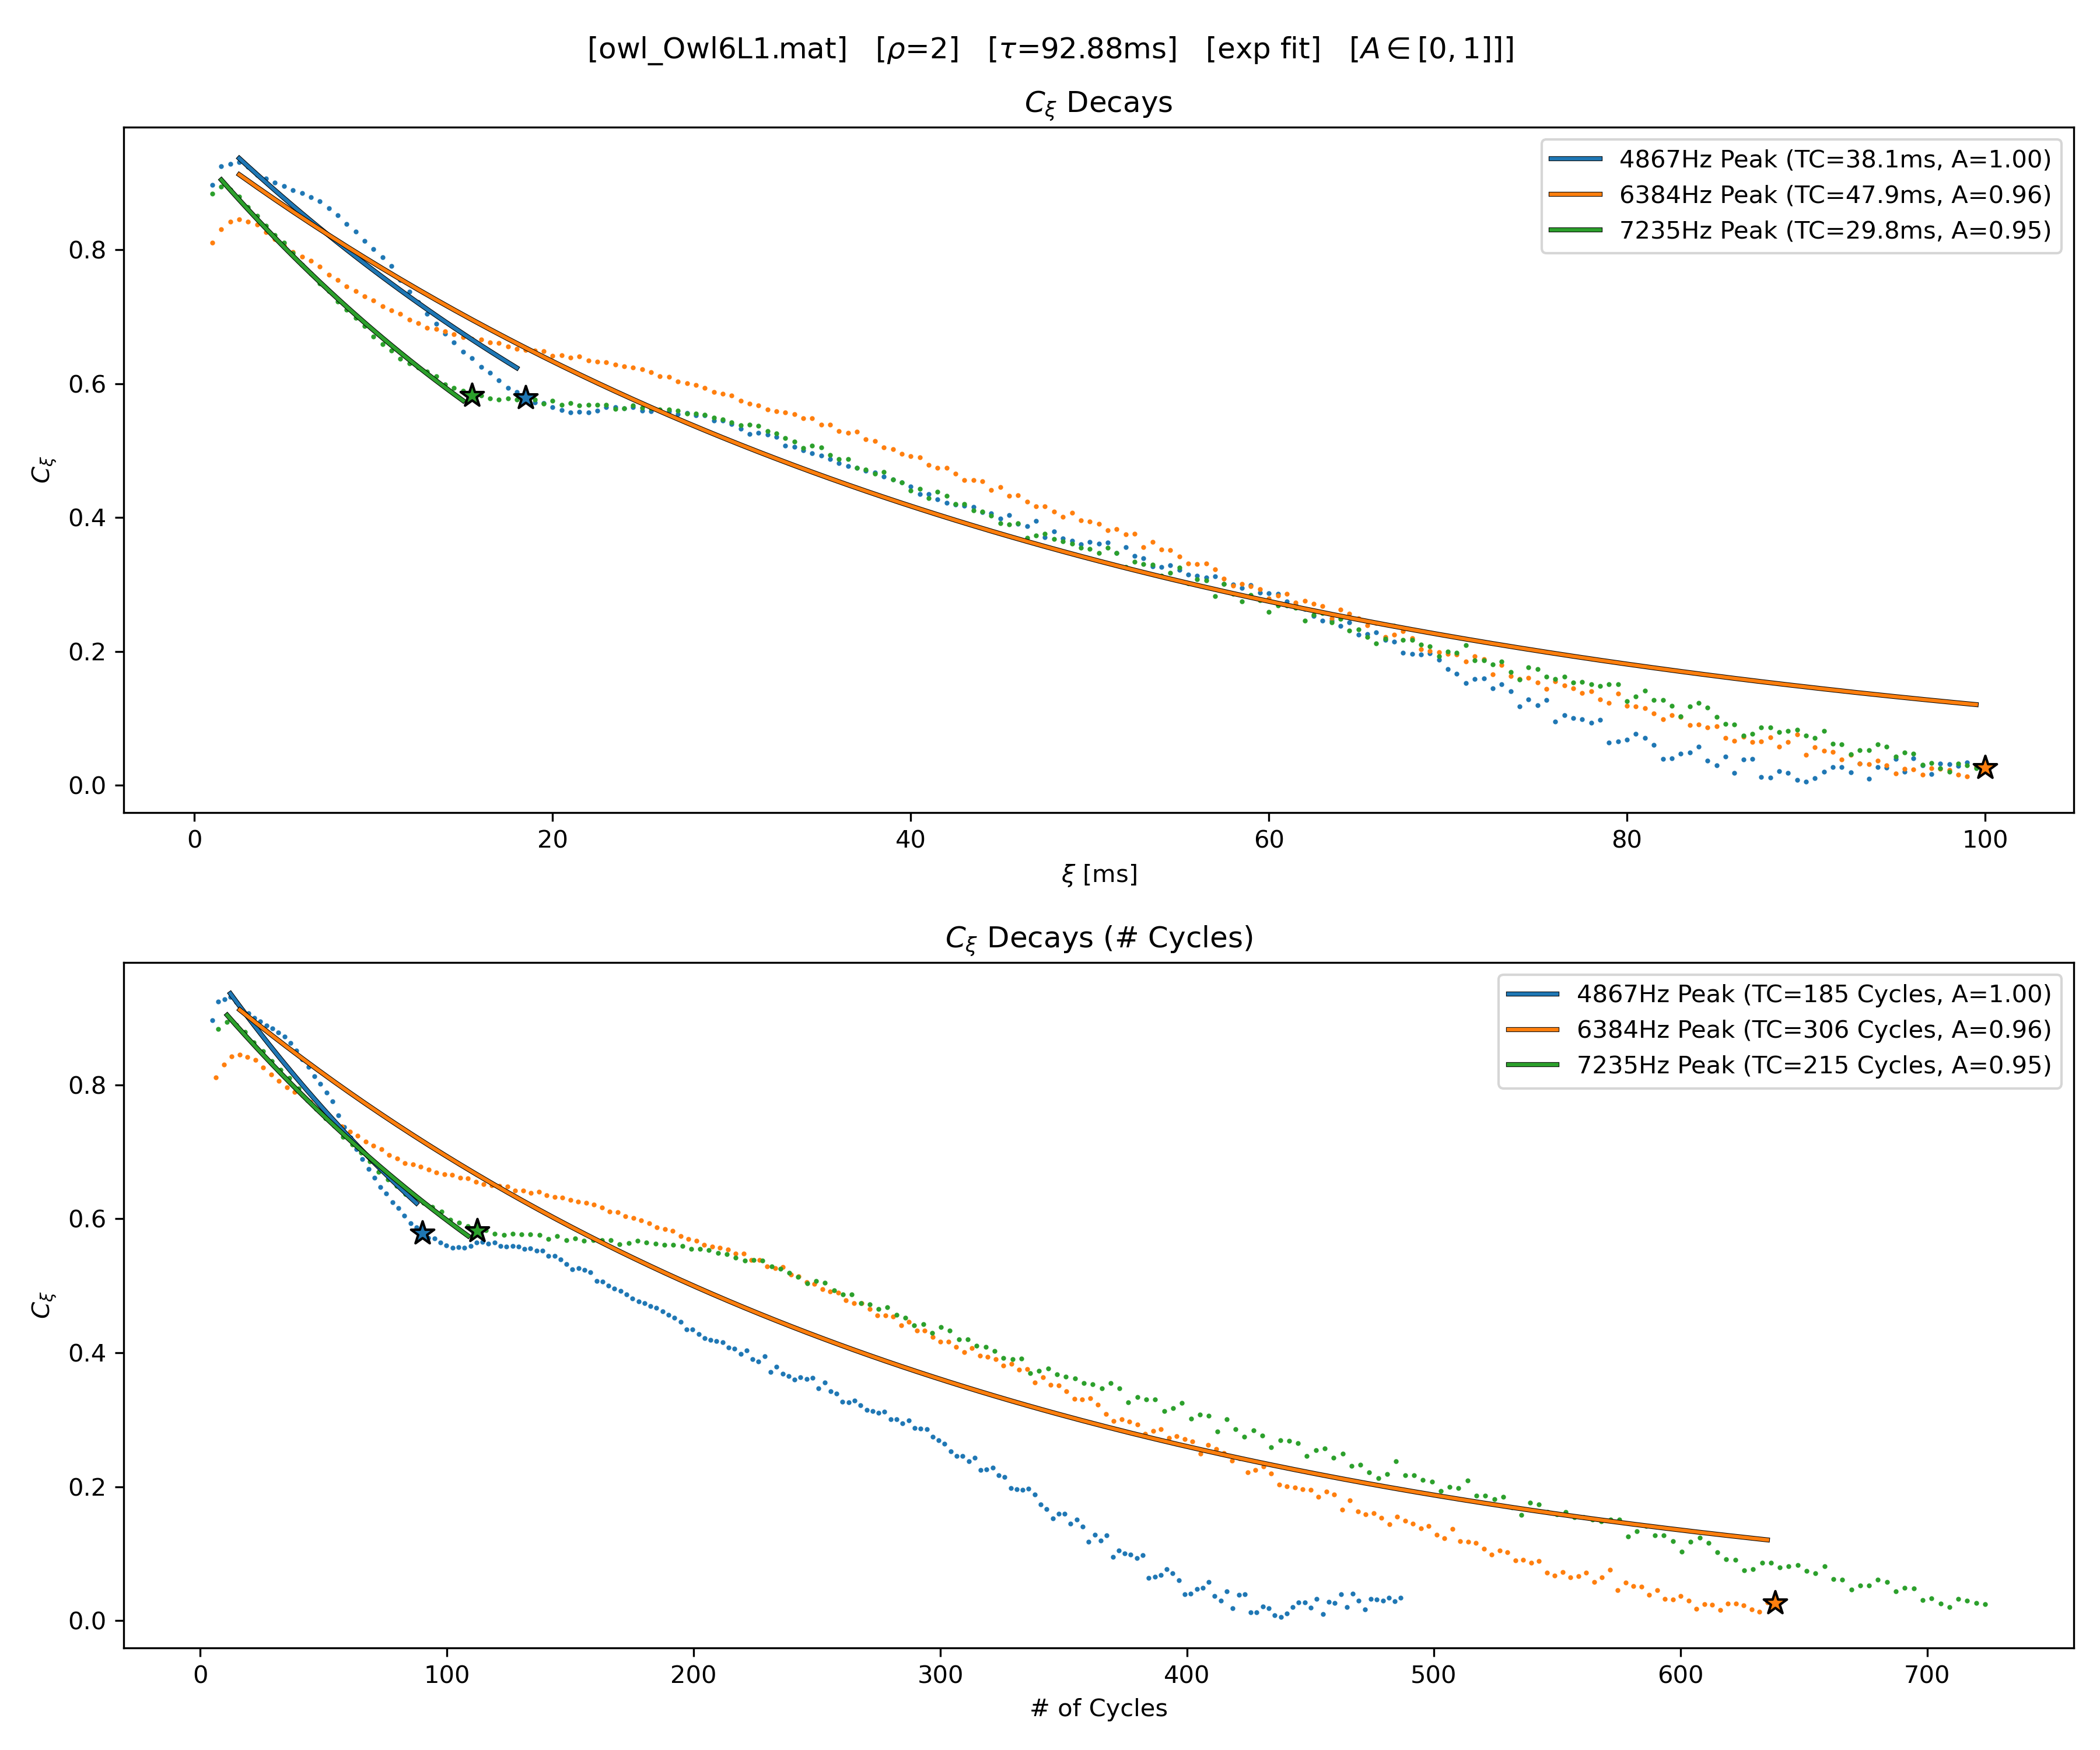 [owl_Owl6L1.mat] [ρ=2] [τ=92.88ms] [exp fit] [A ∈ [0, 1]]]
Cξ Decays
4867Hz Peak (TC=38.1ms, A=1.00)
6384Hz Peak (TC=47.9ms, A=0.96)
7235Hz Peak (TC=29.8ms, A=0.95)
0.8
0.6
0.4
0.2
0.0
Cξ
0 20 40 60 80 100
ξ [ms]
Cξ Decays (# Cycles)
4867Hz Peak (TC=185 Cycles, A=1.00)
6384Hz Peak (TC=306 Cycles, A=0.96)
7235Hz Peak (TC=215 Cycles, A=0.95)
0.8
0.6
0.4
0.2
0.0
Cξ
0 100 200 300 400 500 600 700
# of Cycles